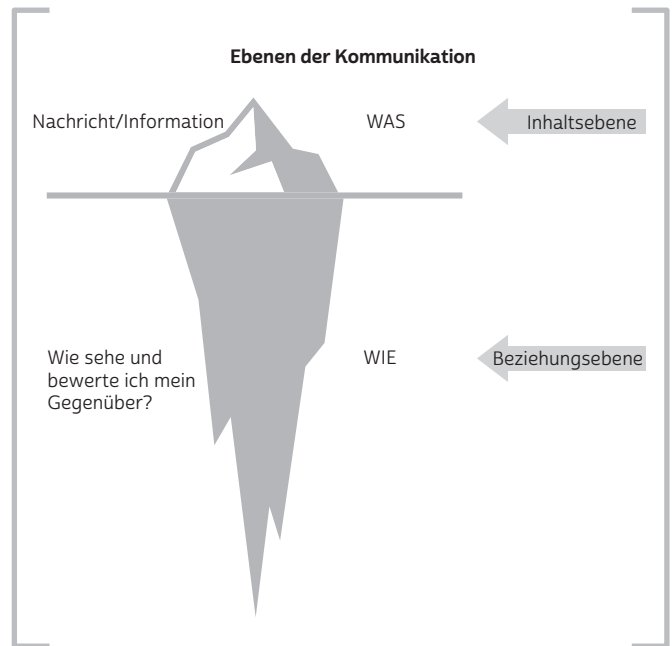 Ebenen der Kommunikation
Nachricht/Information
WAS
Inhaltsebene
Wie sehe und
bewerte ich mein
Gegenüber?
WIE
Beziehungsebene